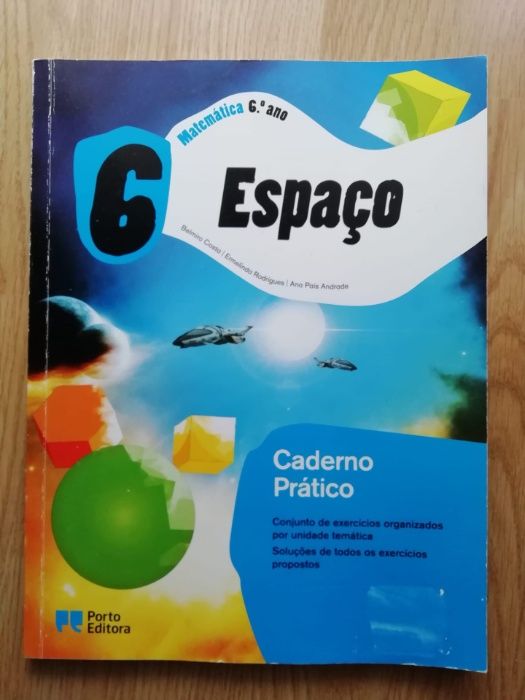 Matemática 6.º ano
6 Espaço
Belmiro Costa | Ermelinda Rodrigues | Ana Pais Andrade
Caderno
Prático
Conjunto de exercícios organizados
por unidade temática
Soluções de todos os exercícios
propostos
Porto
Editora